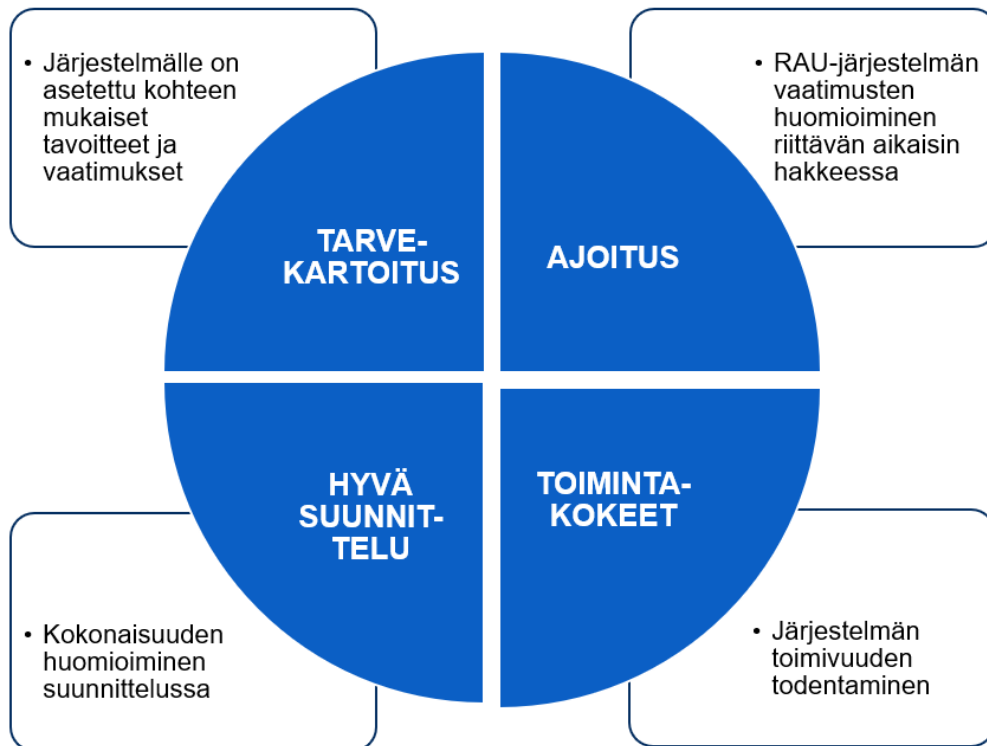 • Järjestelmälle on
asetettu kohteen
mukaiset
tavoitteet ja
vaatimukset
• RAU-järjestelmän
vaatimusten
huomioiminen
riittävän aikaisin
hakkeessa
TARVE-
KARTOITUS
AJOITUS
HYVÄ
SUUNNIT-
TELU
TOIMINTA-
KOKEET
• Kokonaisuuden
huomioiminen
suunnittelussa
• Järjestelmän
toimivuuden
todentaminen